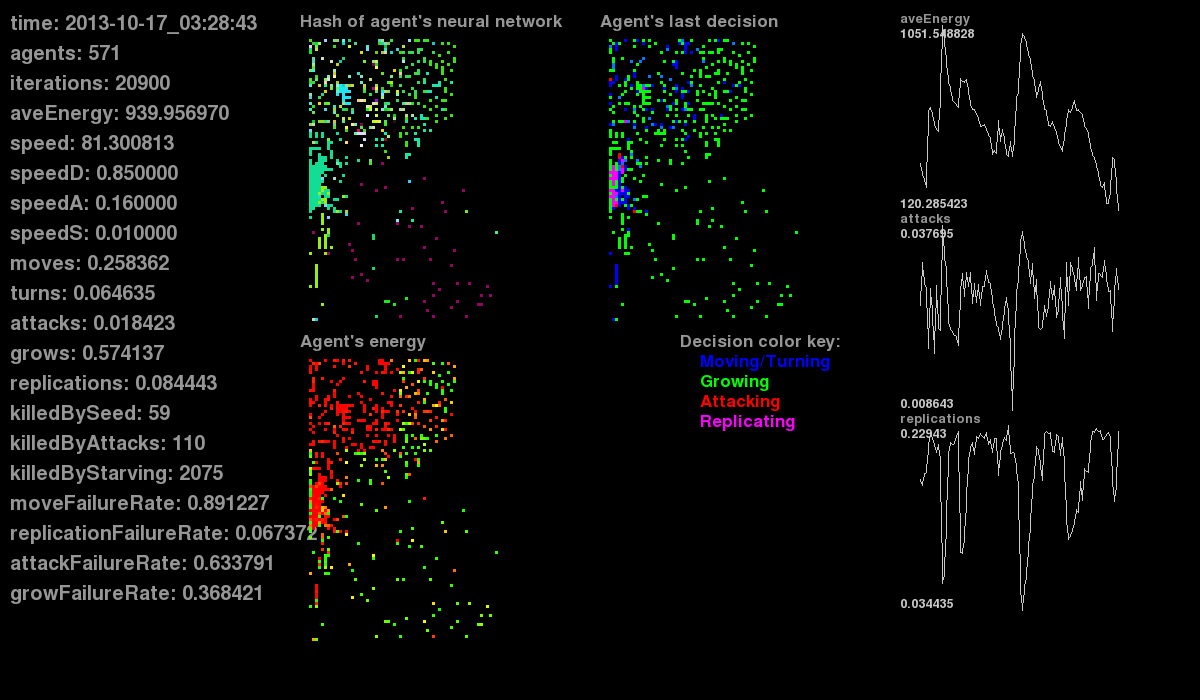 time: 2013-10-17_03:28:43
agents: 571
iterations: 20900
aveEnergy: 939.956970
speed: 81.300813
speedD: 0.850000
speedA: 0.160000
speedS: 0.010000
moves: 0.258362
turns: 0.064635
attacks: 0.018423
grows: 0.574137
replications: 0.084443
killedBySeed: 59
killedByAttacks: 110
killedByStarving: 2075
moveFailureRate: 0.891227
replicationFailureRate: 0.067372
attackFailureRate: 0.633791
growFailureRate: 0.368421
Hash of agent's neural network
Agent's last decision
Agent's energy
Decision color key:
Moving/Turning
Growing
Attacking
Replicating
aveEnergy
1051.548828
120.285423
attacks
0.037695
0.008643
replications
0.22943
0.034435